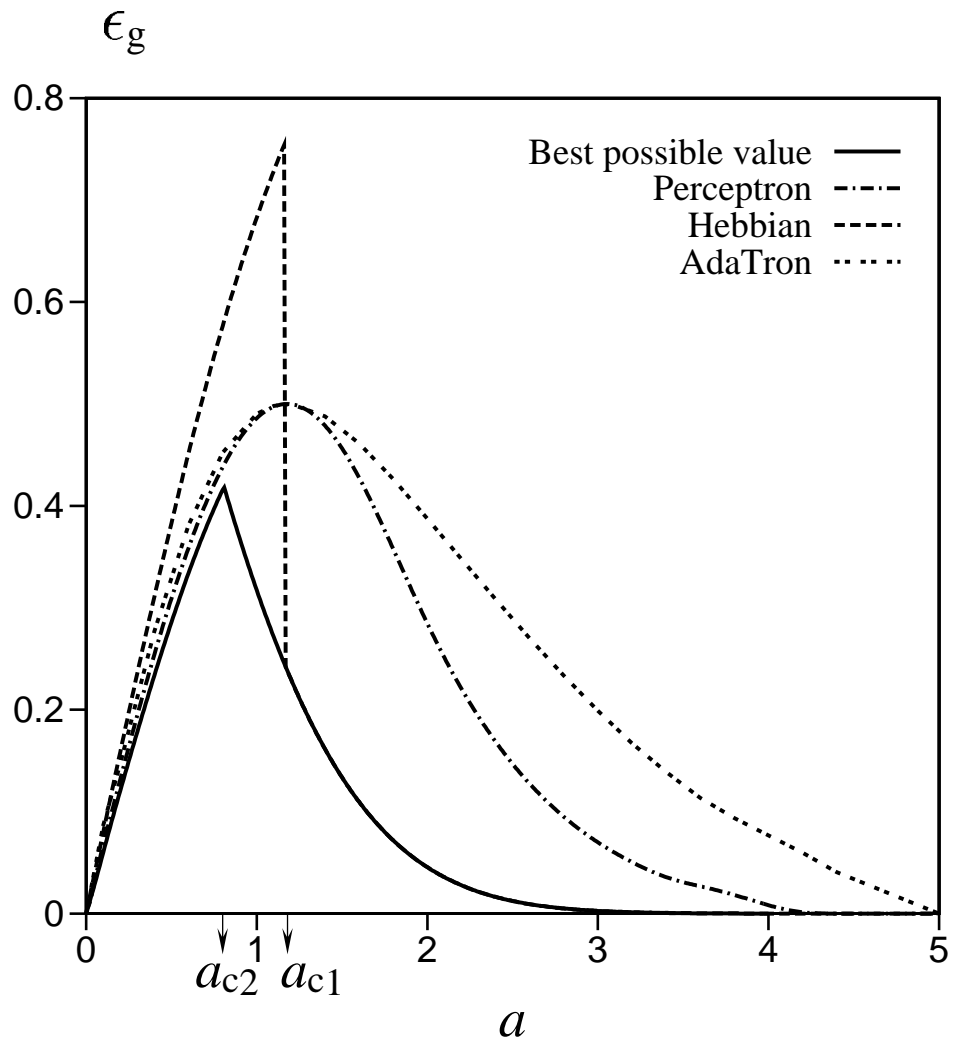 ϵg
0.8
Best possible value
Perceptron
Hebbian
AdaTron
0.6
0.4
0.2
0
0 1 2 3 4 5
ac2 ac1
a